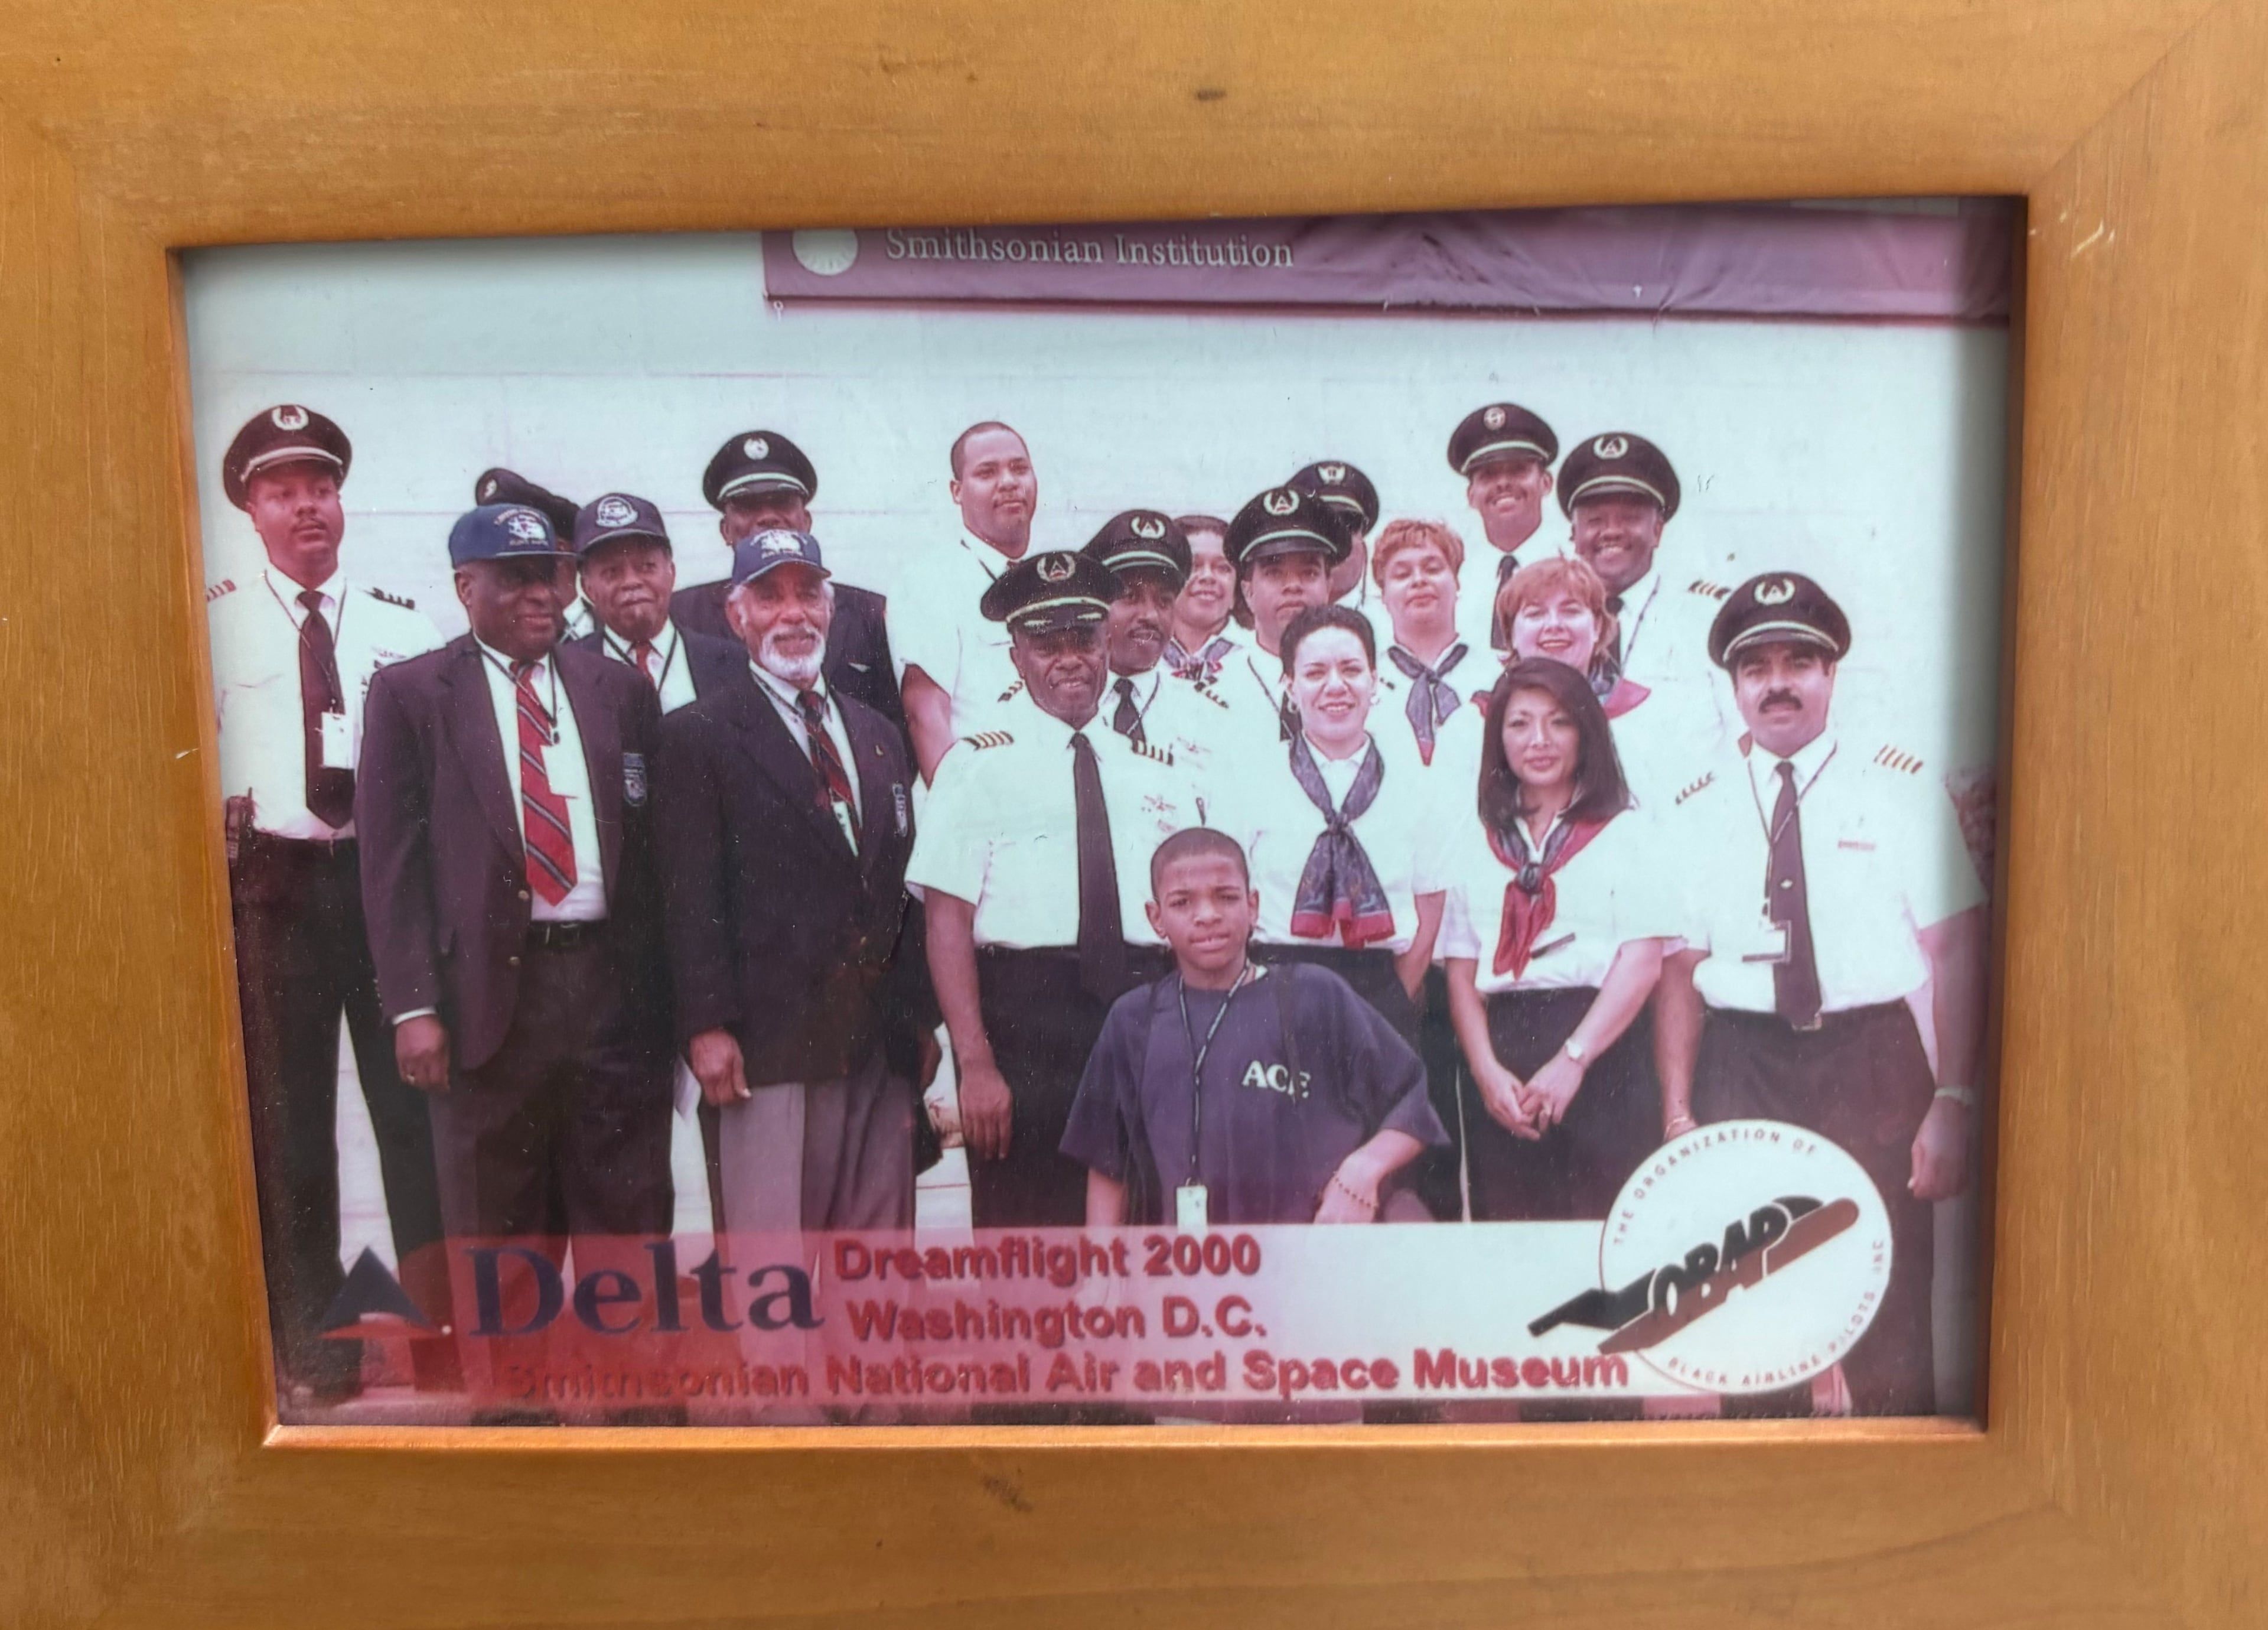 Smithsonian Institution
ACE
Delta
Dreamflight 2000
Washington D.C.
Smithsonian National Air and Space Museum
THE ORGANIZATION OF
OBAP
BLACK AIRLINE PILOTS INC